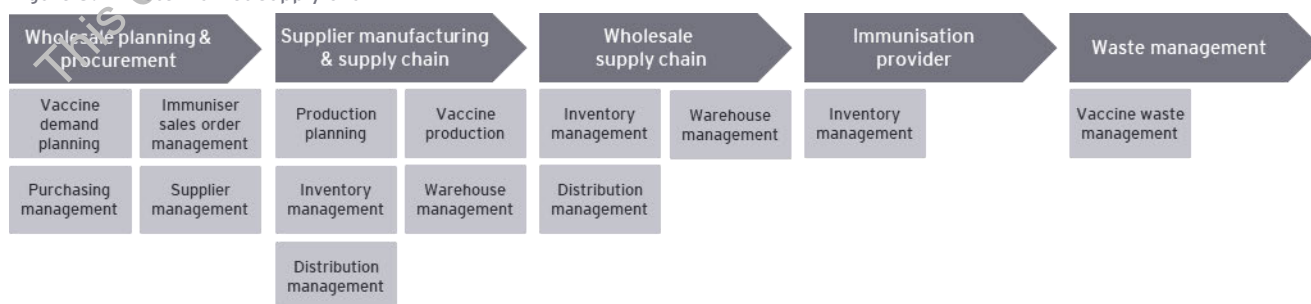 This
Wholesale planning &
procurement
Supplier manufacturing
& supply chain
Wholesale
supply chain
Immunisation
provider
Waste management
Vaccine
demand
planning
Immuniser
sales order
management
Production
planning
Vaccine
production
Inventory
management
Warehouse
management
Inventory
management
Vaccine waste
management
Purchasing
management
Supplier
management
Inventory
management
Warehouse
management
Distribution
management
Distribution
management